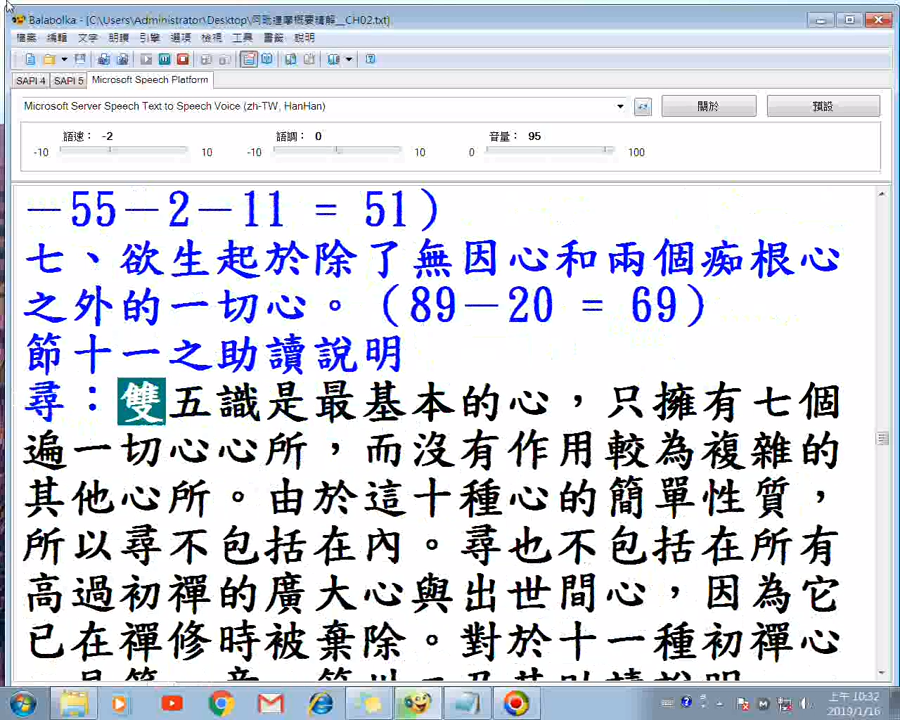 Balabolka - [C:\Users\Administrator\Desktop\阿毗達摩概要精解__CH02.txt]
檔案 編輯 文字 朗讀 引擎 選項 檢視 工具 書籤 說明
SAPI 4 SAPI 5 Microsoft Speech Platform
Microsoft Server Speech Text to Speech Voice (zh-TW, HanHan) 關於 預設
語速： -2 語調： 0 音量： 95
-10 10 -10 10 0 100
－55－2－11 = 51)
七、欲生起於除了無因心和兩個痴根心
之外的一切心。(89－20 = 69)
節十一之助讀說明
尋：雙五識是最基本的心，只擁有七個
遍一切心心所，而沒有作用較為複雜的
其他心所。由於這十種心的簡單性質，
所以尋不包括在內。尋也不包括在所有
高過初禪的廣大心與出世間心，因為它
已在禪修時被棄除。對於十一種初禪心
上午 10:32
2019/1/16